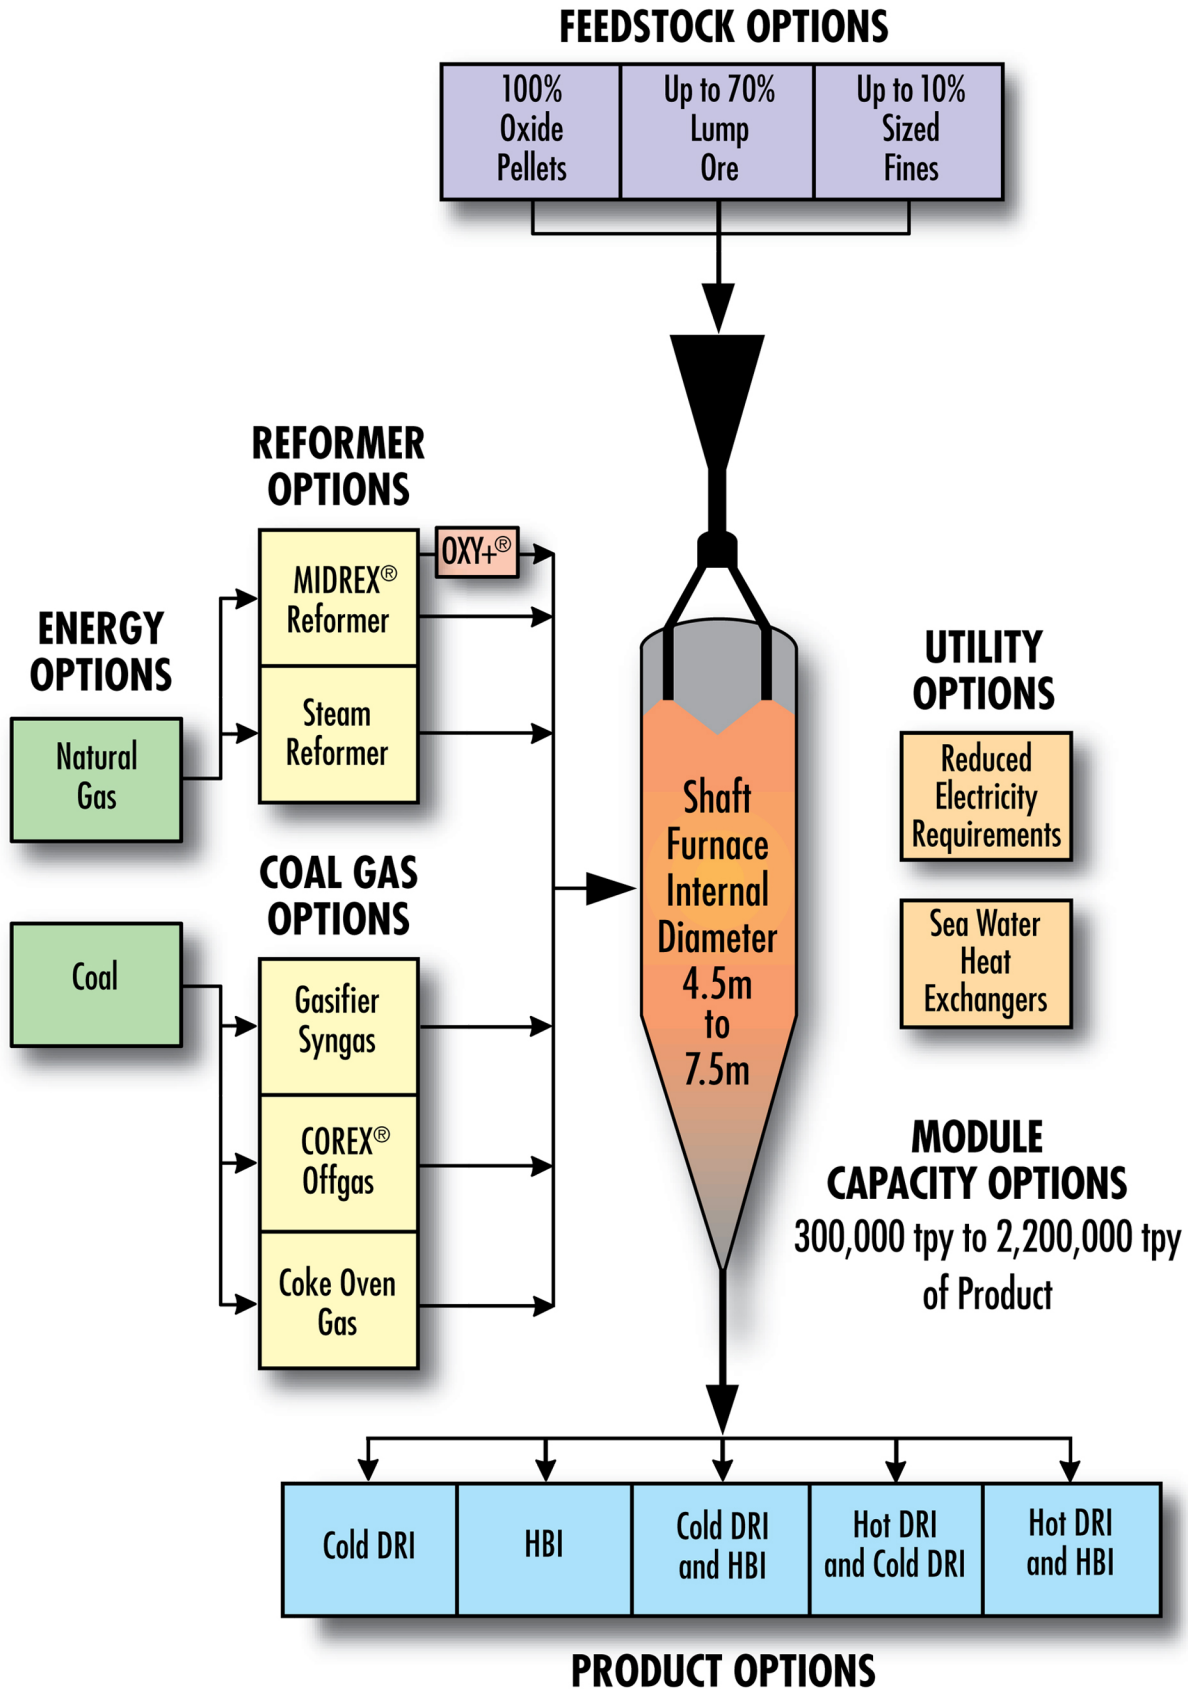 FEEDSTOCK OPTIONS
100%
Oxide
Pellets
Up to 70%
Lump
Ore
Up to 10%
Sized
Fines
REFORMER
OPTIONS
MIDREX®
Reformer
OXY+®
Steam
Reformer
ENERGY
OPTIONS
Natural
Gas
Coal
COAL GAS
OPTIONS
Gasifier
Syngas
COREX®
Offgas
Coke Oven
Gas
Shaft
Furnace
Internal
Diameter
4.5m
to
7.5m
UTILITY
OPTIONS
Reduced
Electricity
Requirements
Sea Water
Heat
Exchangers
MODULE
CAPACITY OPTIONS
300,000 tpy to 2,200,000 tpy
of Product
Cold DRI
HBI
Cold DRI
and HBI
Hot DRI
and Cold DRI
Hot DRI
and HBI
PRODUCT OPTIONS